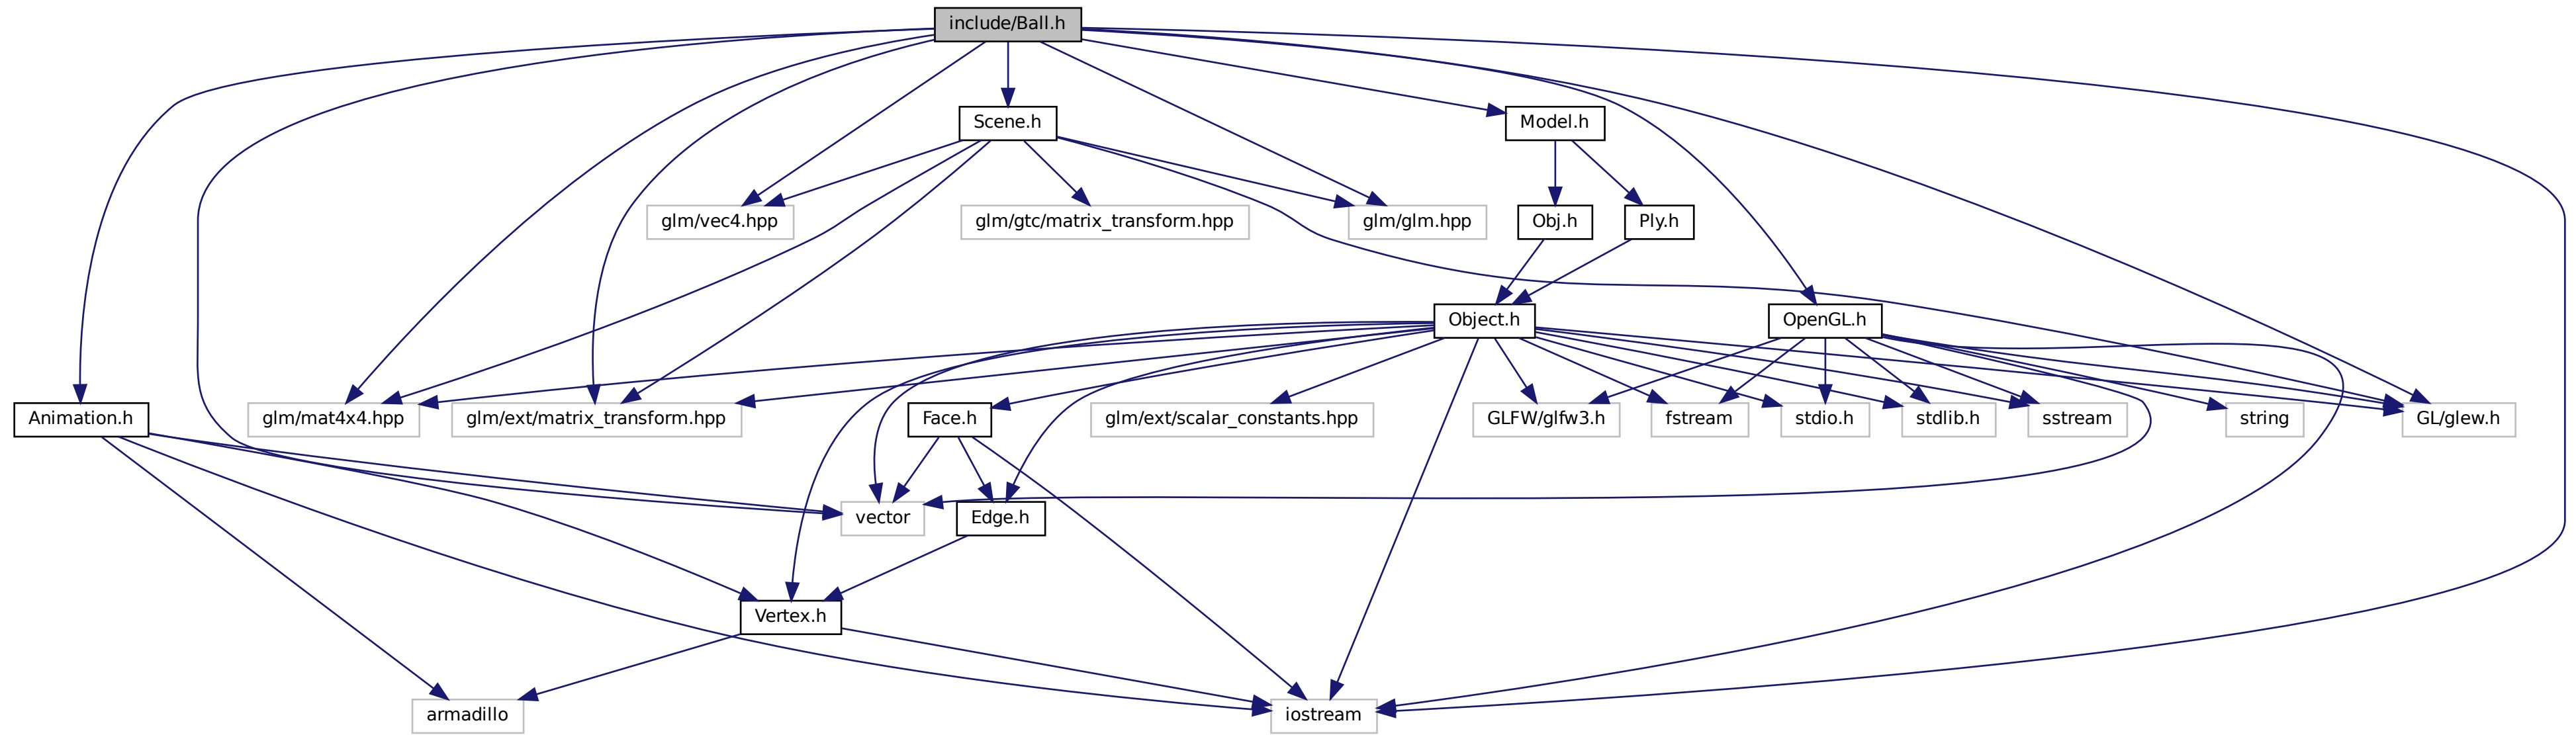 include/Ball.h
Scene.h
Model.h
glm/vec4.hpp
glm/gtc/matrix_transform.hpp
glm/glm.hpp
Obj.h
Ply.h
Object.h
OpenGL.h
Animation.h
glm/mat4x4.hpp
glm/ext/matrix_transform.hpp
Face.h
glm/ext/scalar_constants.hpp
GLFW/glfw3.h
fstream
stdio.h
stdlib.h
sstream
string
GL/glew.h
vector
Edge.h
Vertex.h
armadillo
iostream